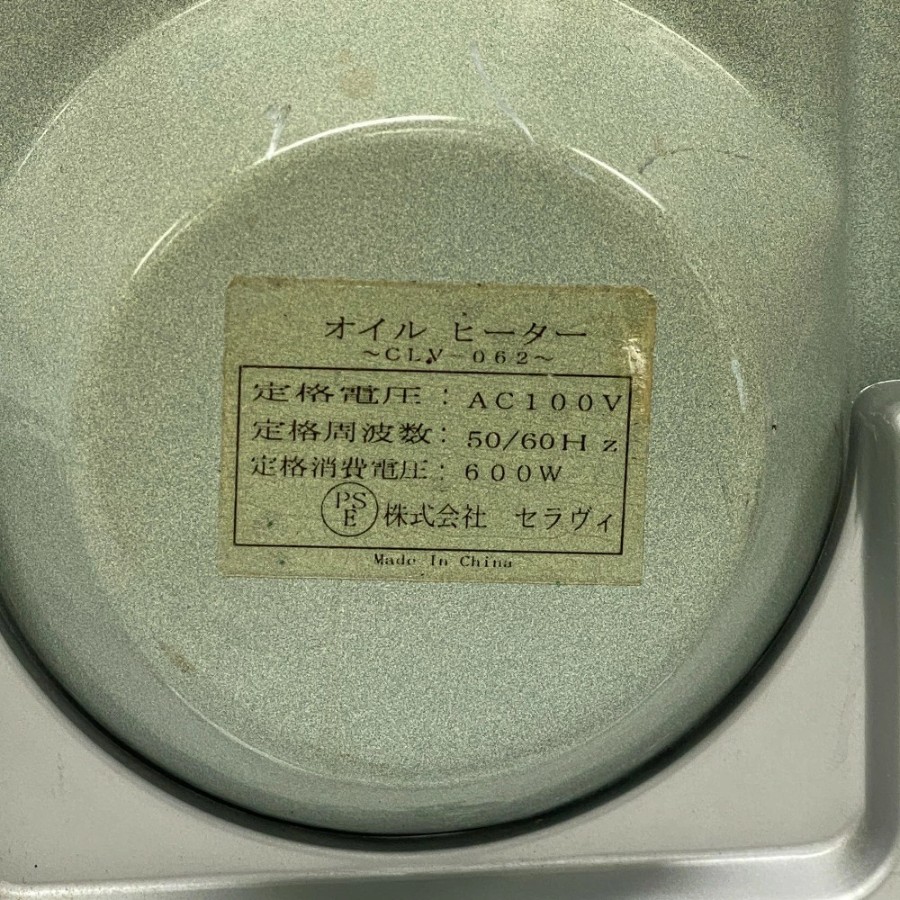 オイル ヒーター
~CLV-062~
定格電圧: AC100V
定格周波数: 50/60Hz
定格消費電圧: 600W
PSE 株式会社 セラヴィ
Made In China